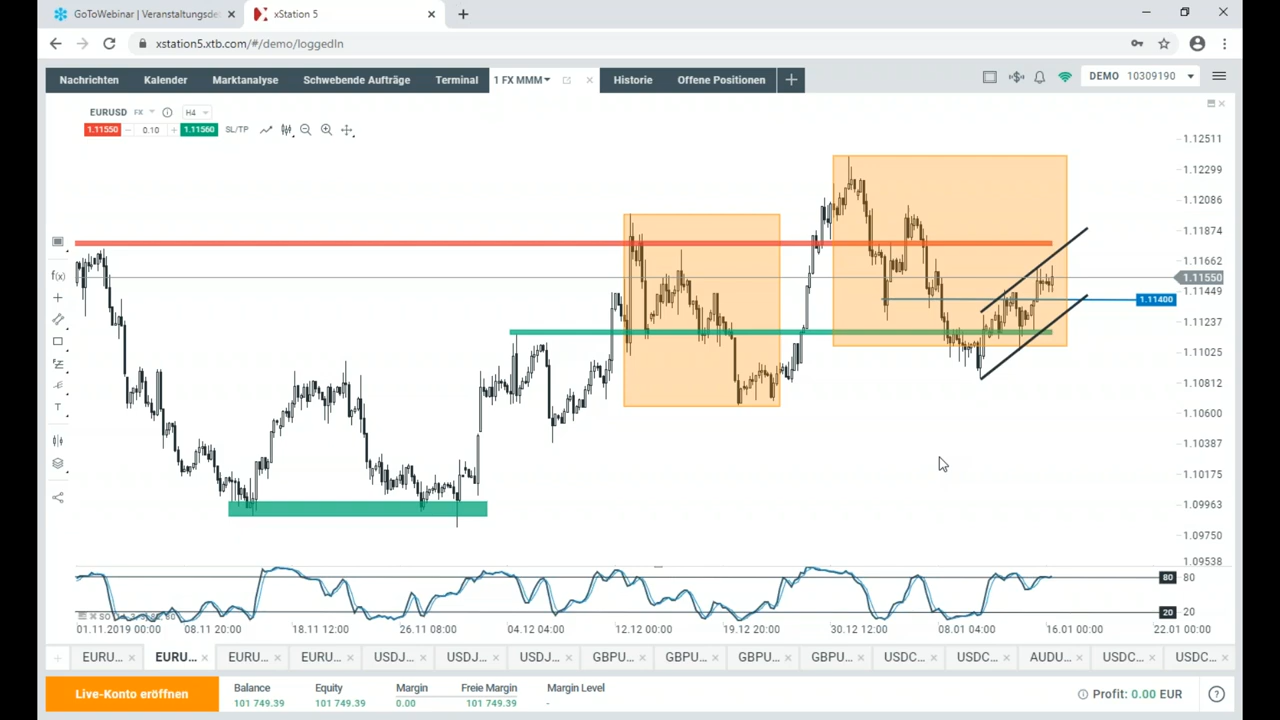 GoToWebinar | Veranstaltungsde
xStation 5
xstation5.xtb.com/#/demo/loggedIn
Nachrichten Kalender Marktanalyse Schwebende Aufträge Terminal 1 FX MMM Historie Offene Positionen DEMO 10309190
EURUSD FX H4
1.11550 0.10 1.11560 SL/TP
1.12511
1.12299
1.12086
1.11874
1.11662
1.11550
1.11449
1.11400
1.11237
1.11025
1.10812
1.10600
1.10387
1.10175
1.09963
1.09750
1.09538
80 80
20 20
01.11.2019 00:00 08.11 20:00 18.11 12:00 26.11 08:00 04.12 04:00 12.12 00:00 19.12 20:00 30.12 12:00 08.01 04:00 16.01 00:00 22.01 00:00
EURU... EURU... EURU... EURU... USDJ... USDJ... USDJ... GBPU... GBPU... GBPU... GBPU... USDC... USDC... AUDU... USDC... USDC...
Live-Konto eröffnen
Balance Equity Margin Freie Margin Margin Level
101 749.39 101 749.39 0.00 101 749.39 -
Profit: 0.00 EUR